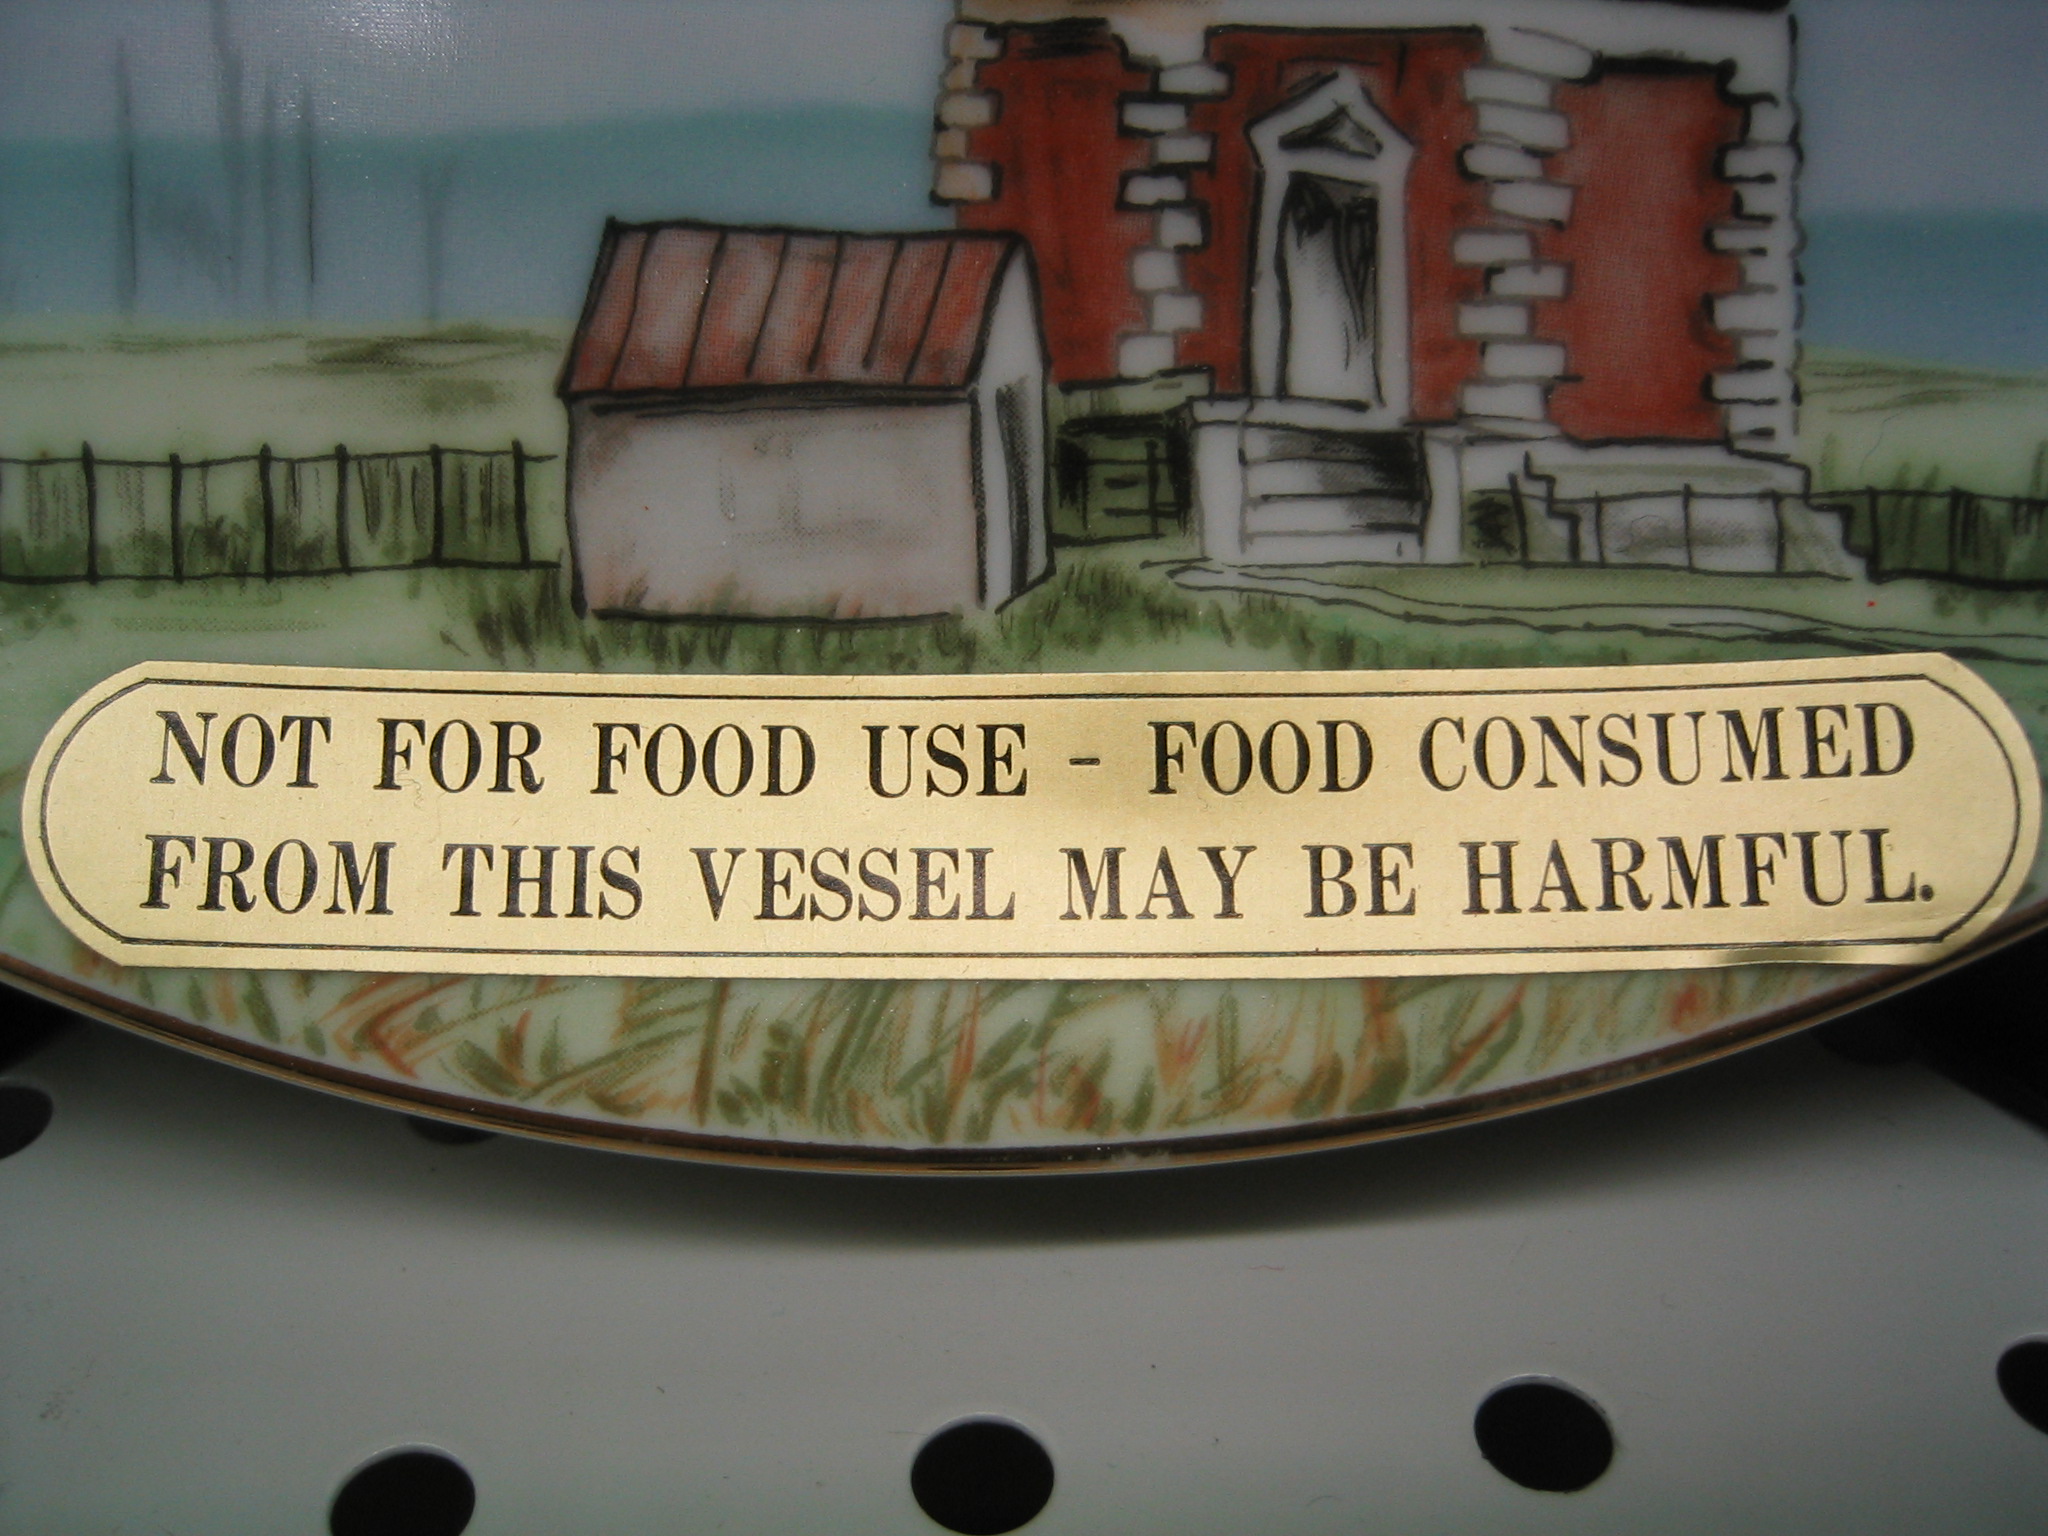 NOT FOR FOOD USE - FOOD CONSUMED
FROM THIS VESSEL MAY BE HARMFUL.